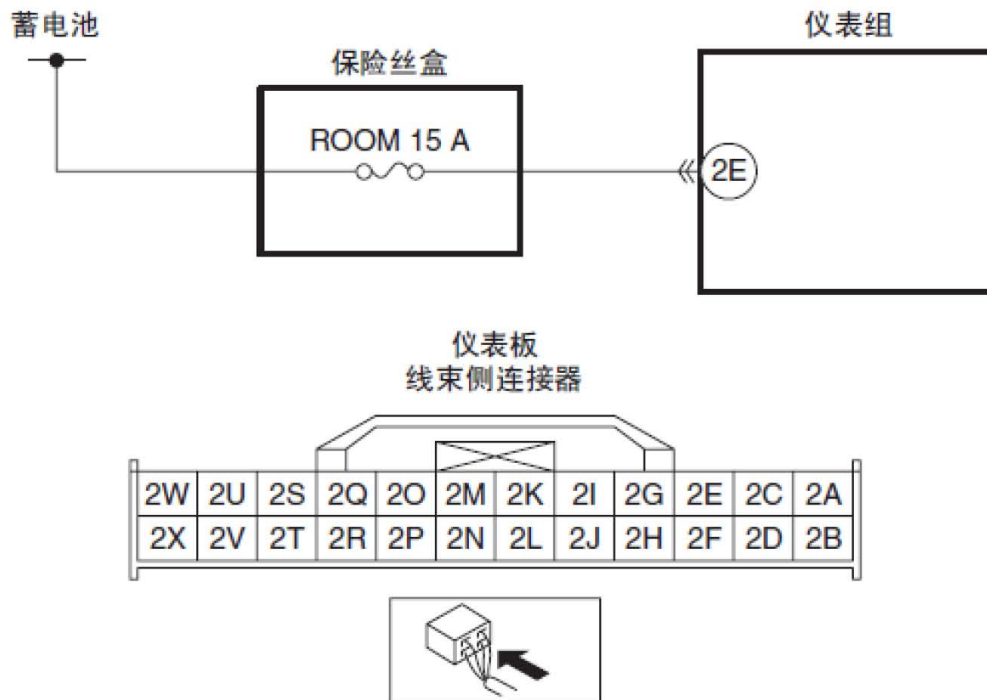 蓄电池
仪表组
保险丝盒
ROOM 15 A
2E
仪表板
线束侧连接器
2W 2U 2S 2Q 2O 2M 2K 2I 2G 2E 2C 2A
2X 2V 2T 2R 2P 2N 2L 2J 2H 2F 2D 2B